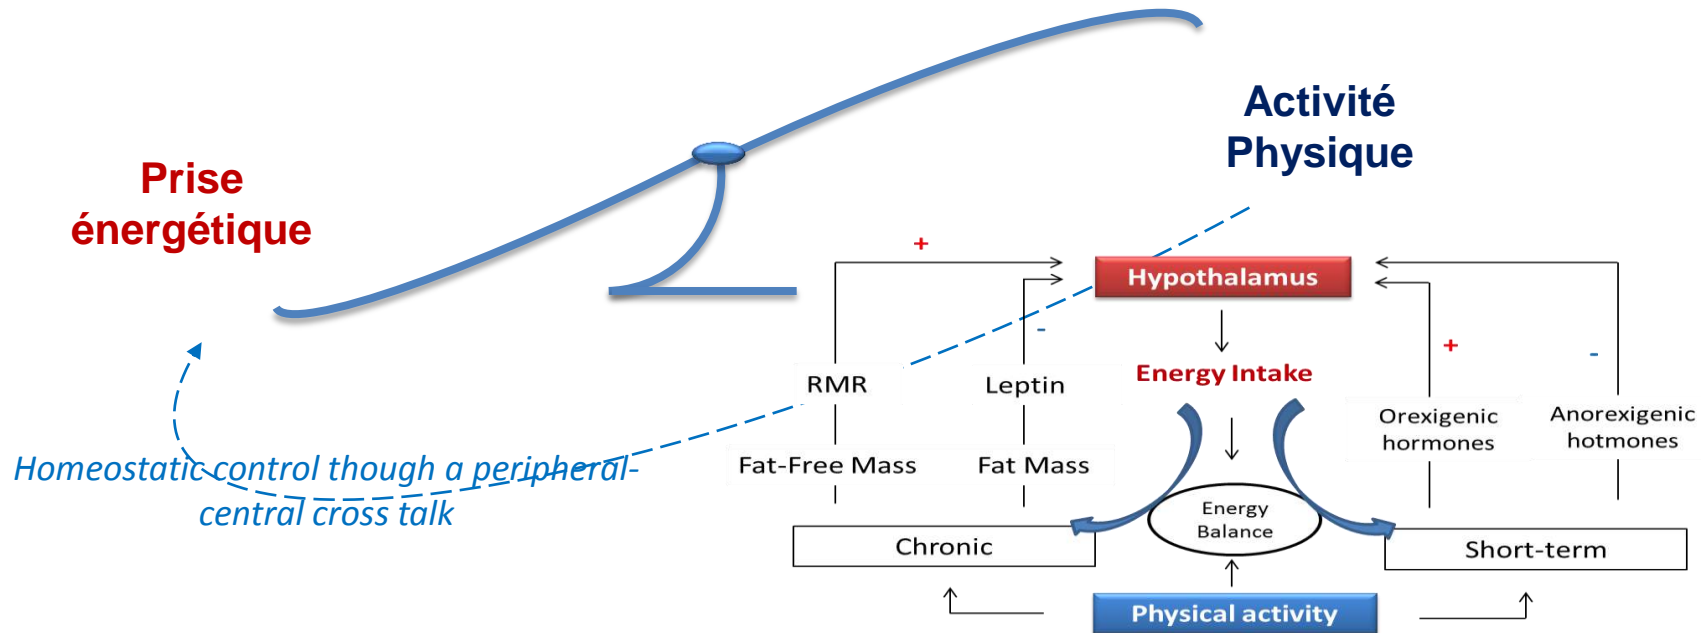 Activité
Physique
Prise
énergétique
+
Hypothalamus
-
+
-
RMR
Leptin
Energy Intake
Orexigenic
hormones
Anorexigenic
hotmones
Fat-Free Mass
Fat Mass
Homeostatic control though a peripheral-
central cross talk
Energy
Balance
Chronic
Short-term
Physical activity